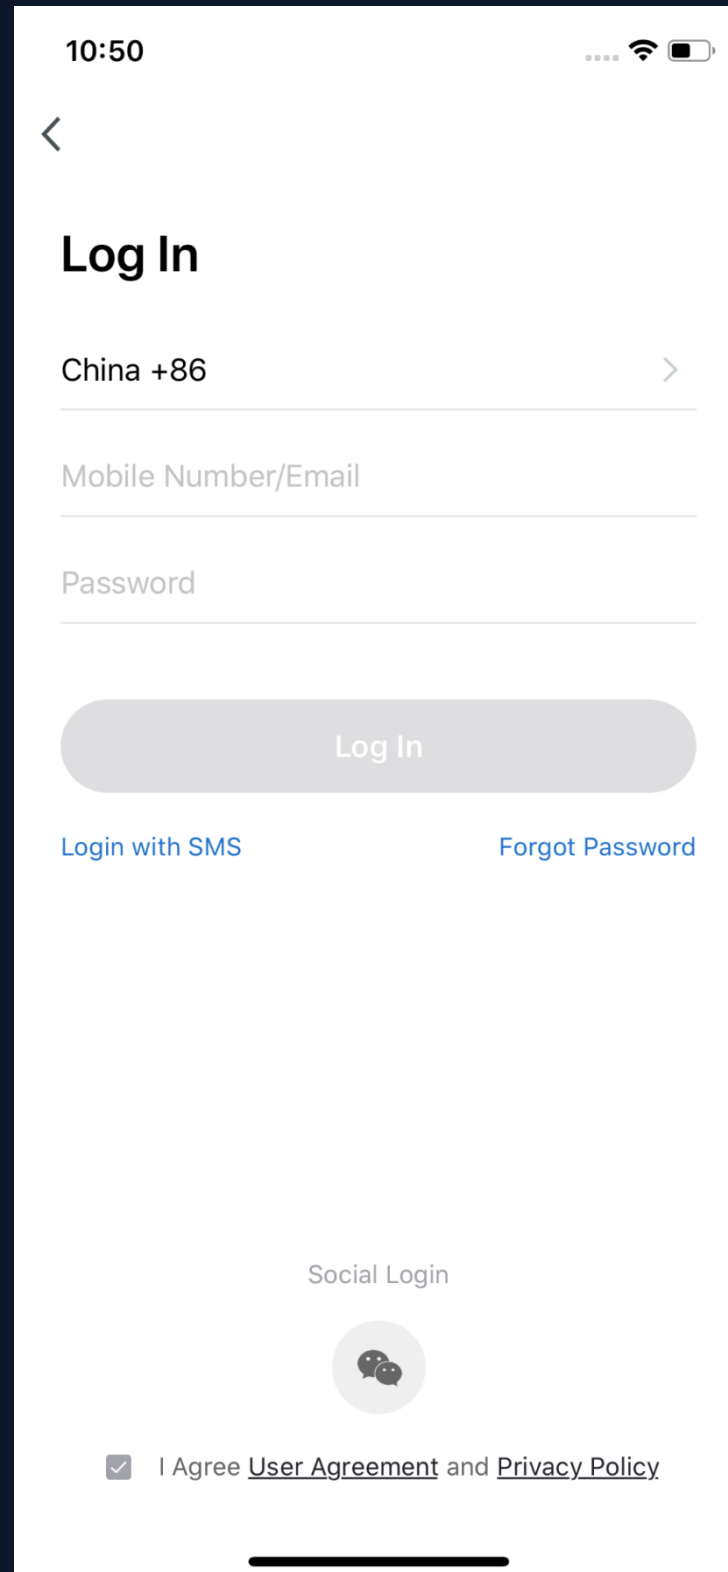 10:50
Log In
China +86
Mobile Number/Email
Password
Log In
Login with SMS Forgot Password
Social Login
I Agree User Agreement and Privacy Policy